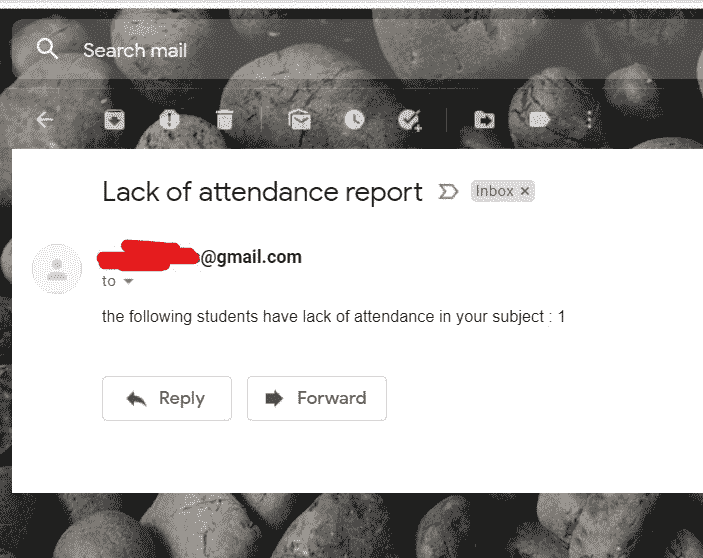 Search mail
Lack of attendance report Inbox ×
@gmail.com
to
the following students have lack of attendance in your subject : 1
Reply Forward